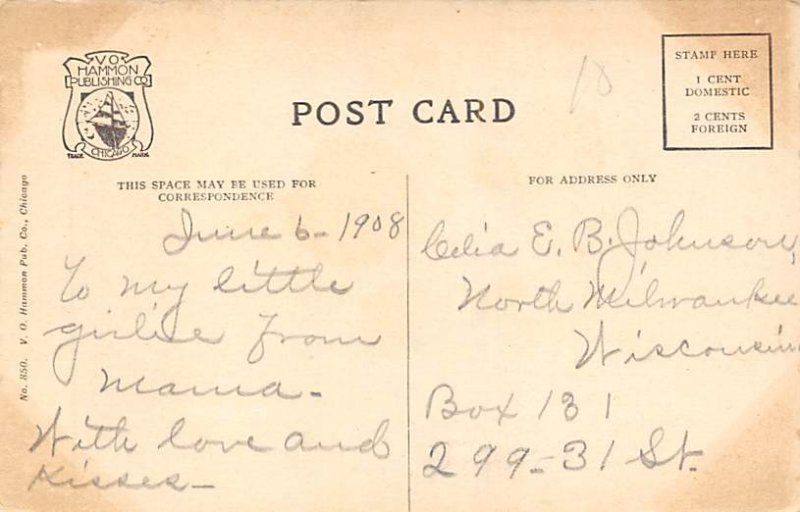 V O
HAMMON
PUBLISHING CO
CHICAGO
TRADE MARK
POST CARD
10
STAMP HERE
1 CENT
DOMESTIC
2 CENTS
FOREIGN
THIS SPACE MAY BE USED FOR
CORRESPONDENCE
FOR ADDRESS ONLY
No. 850. V. O. Hammon Pub. Co., Chicago
June 6-1908
To my little
girlie from
mama-
With love and
kisses-
Celia E. B. Johnson,
North Milwaukee
Wisconsin
Box 131
299-31 St.